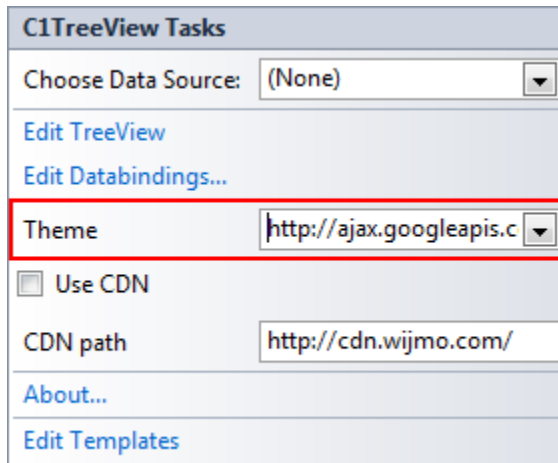 C1TreeView Tasks
Choose Data Source: (None)
Edit TreeView
Edit Databindings...
Theme http://ajax.googleapis.c
Use CDN
CDN path http://cdn.wijmo.com/
About...
Edit Templates